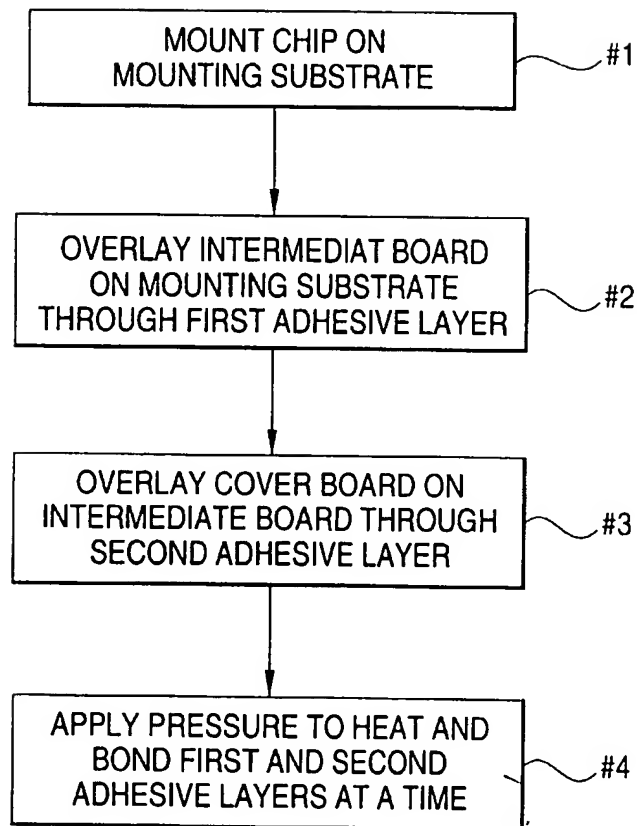 MOUNT CHIP ON
MOUNTING SUBSTRATE
#1
OVERLAY INTERMEDIAT BOARD
ON MOUNTING SUBSTRATE
THROUGH FIRST ADHESIVE LAYER
#2
OVERLAY COVER BOARD ON
INTERMEDIATE BOARD THROUGH
SECOND ADHESIVE LAYER
#3
APPLY PRESSURE TO HEAT AND
BOND FIRST AND SECOND
ADHESIVE LAYERS AT A TIME
#4